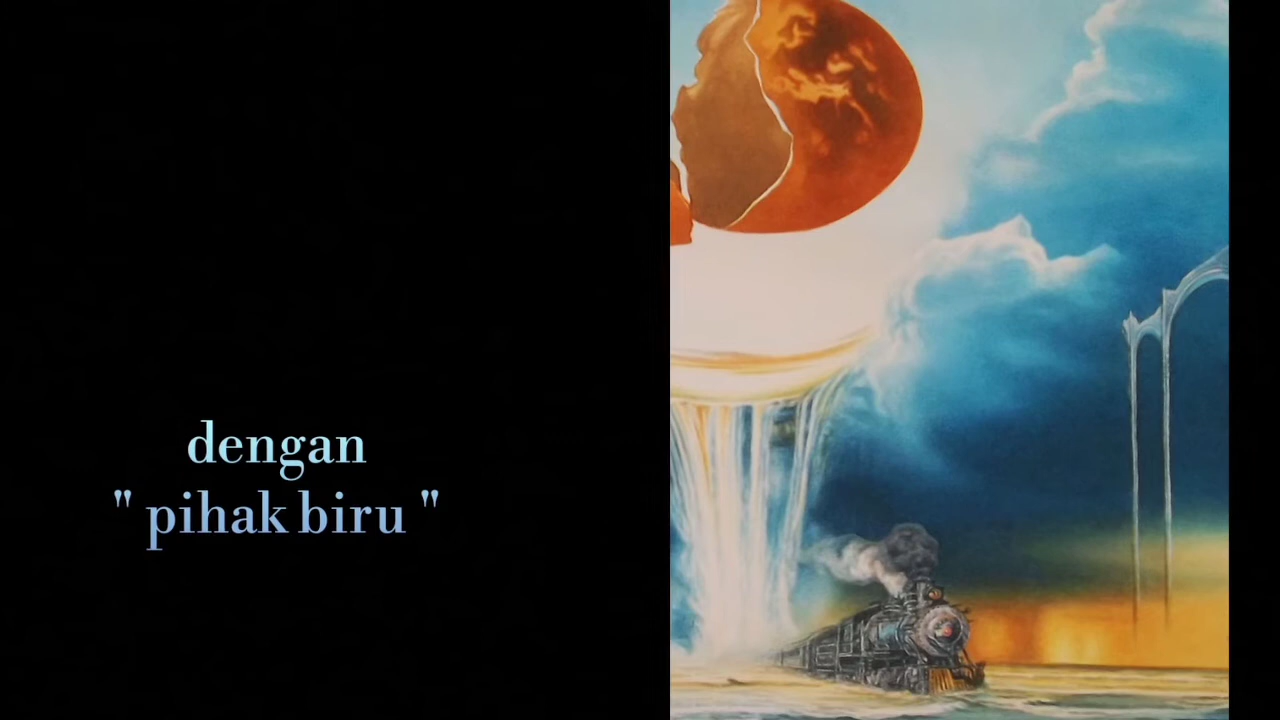 dengan
" pihak biru "